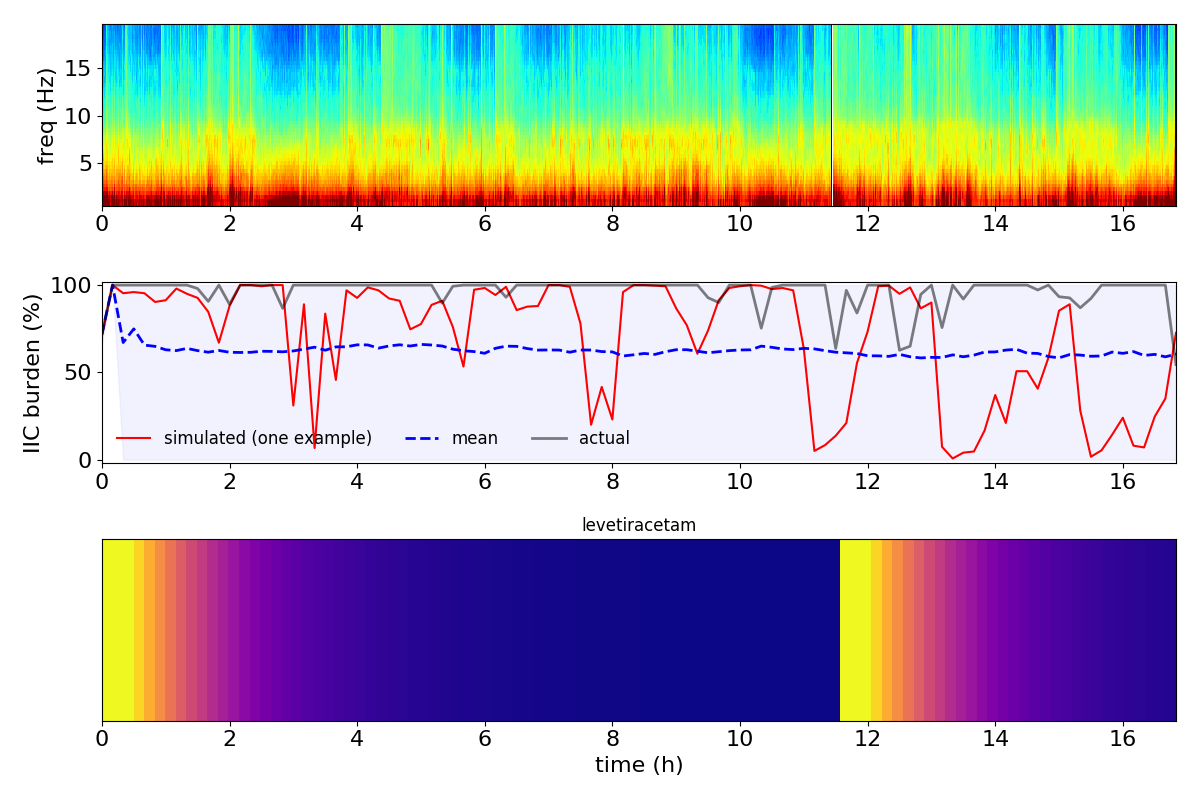 freq (Hz)
15
10
5
0 2 4 6 8 10 12 14 16
IIC burden (%)
100
50
0
simulated (one example) mean actual
0 2 4 6 8 10 12 14 16
levetiracetam
0 2 4 6 8 10 12 14 16
time (h)